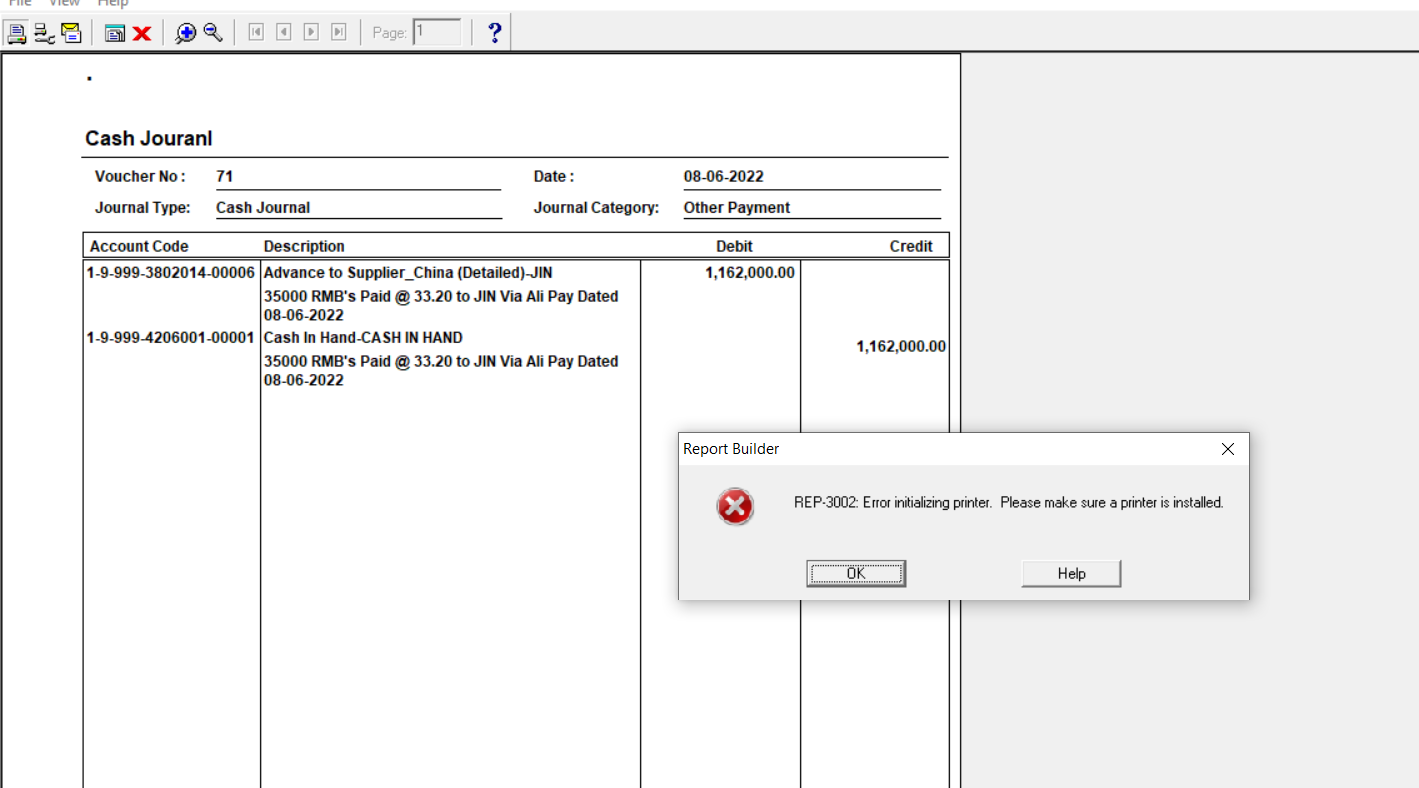 File View Help
Page: 1
?
Cash Jouranl
Voucher No : 71 Date : 08-06-2022
Journal Type: Cash Journal Journal Category: Other Payment
Account Code Description Debit Credit
1-9-999-3802014-00006 Advance to Supplier_China (Detailed)-JIN 1,162,000.00
35000 RMB's Paid @ 33.20 to JIN Via Ali Pay Dated
08-06-2022
1-9-999-4206001-00001 Cash In Hand-CASH IN HAND
1,162,000.00
35000 RMB's Paid @ 33.20 to JIN Via Ali Pay Dated
08-06-2022
Report Builder
REP-3002: Error initializing printer. Please make sure a printer is installed.
OK Help